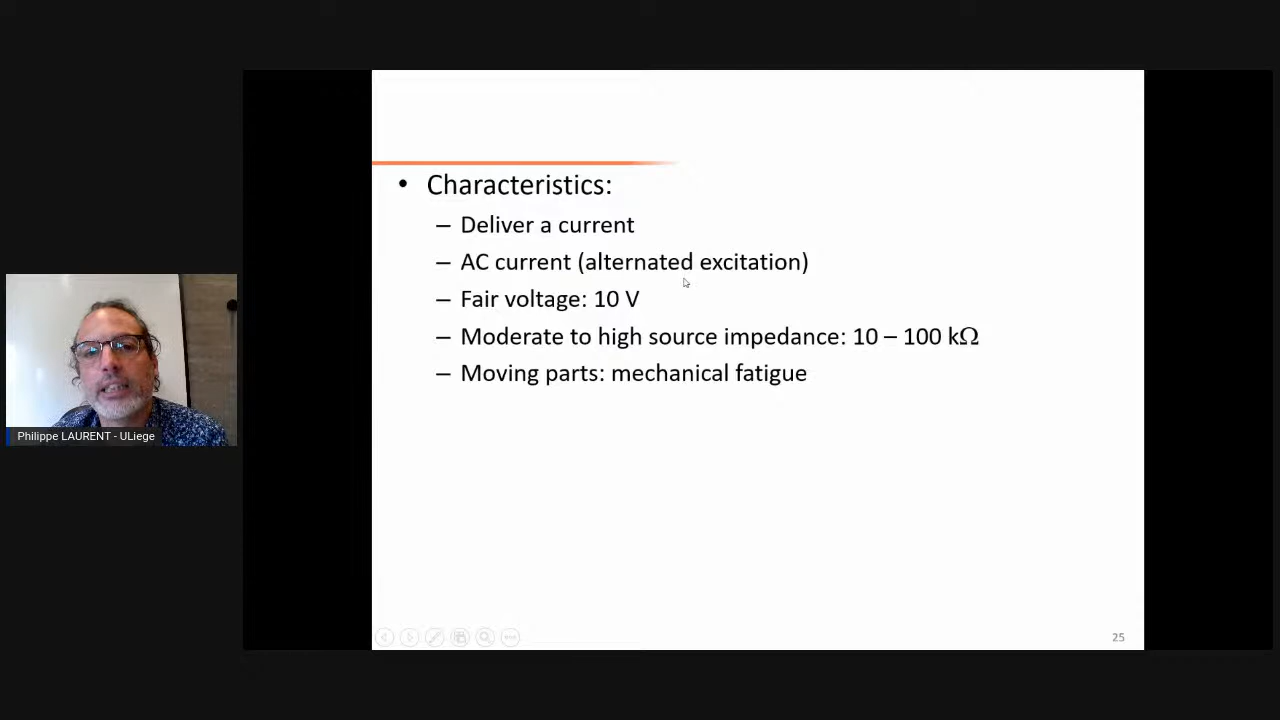 • Characteristics:
– Deliver a current
– AC current (alternated excitation)
– Fair voltage: 10 V
– Moderate to high source impedance: 10 – 100 kΩ
– Moving parts: mechanical fatigue
Philippe LAURENT - ULiege
25